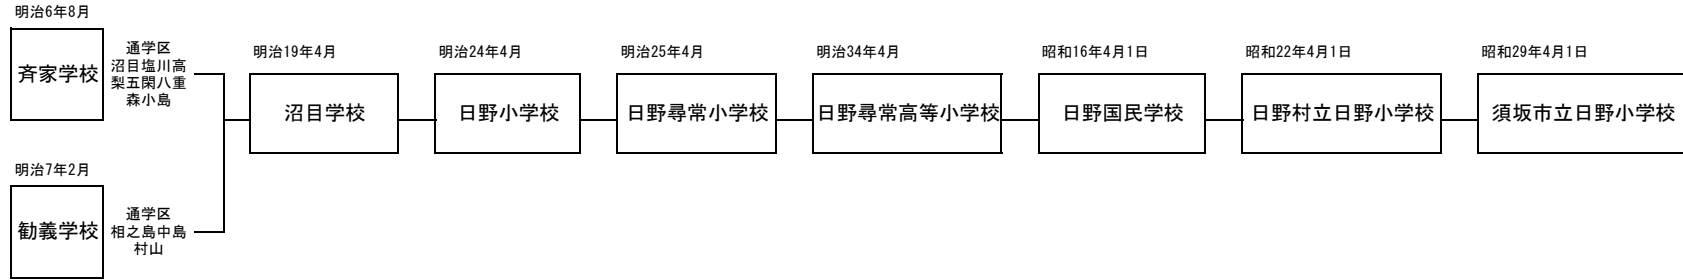 明治6年8月
斉家学校
通学区
沼目塩川高
梨五閑八重
森小島
明治7年2月
勧義学校
通学区
相之島中島
村山
明治19年4月
沼目学校
明治24年4月
日野小学校
明治25年4月
日野尋常小学校
明治34年4月
日野尋常高等小学校
昭和16年4月1日
日野国民学校
昭和22年4月1日
日野村立日野小学校
昭和29年4月1日
須坂市立日野小学校